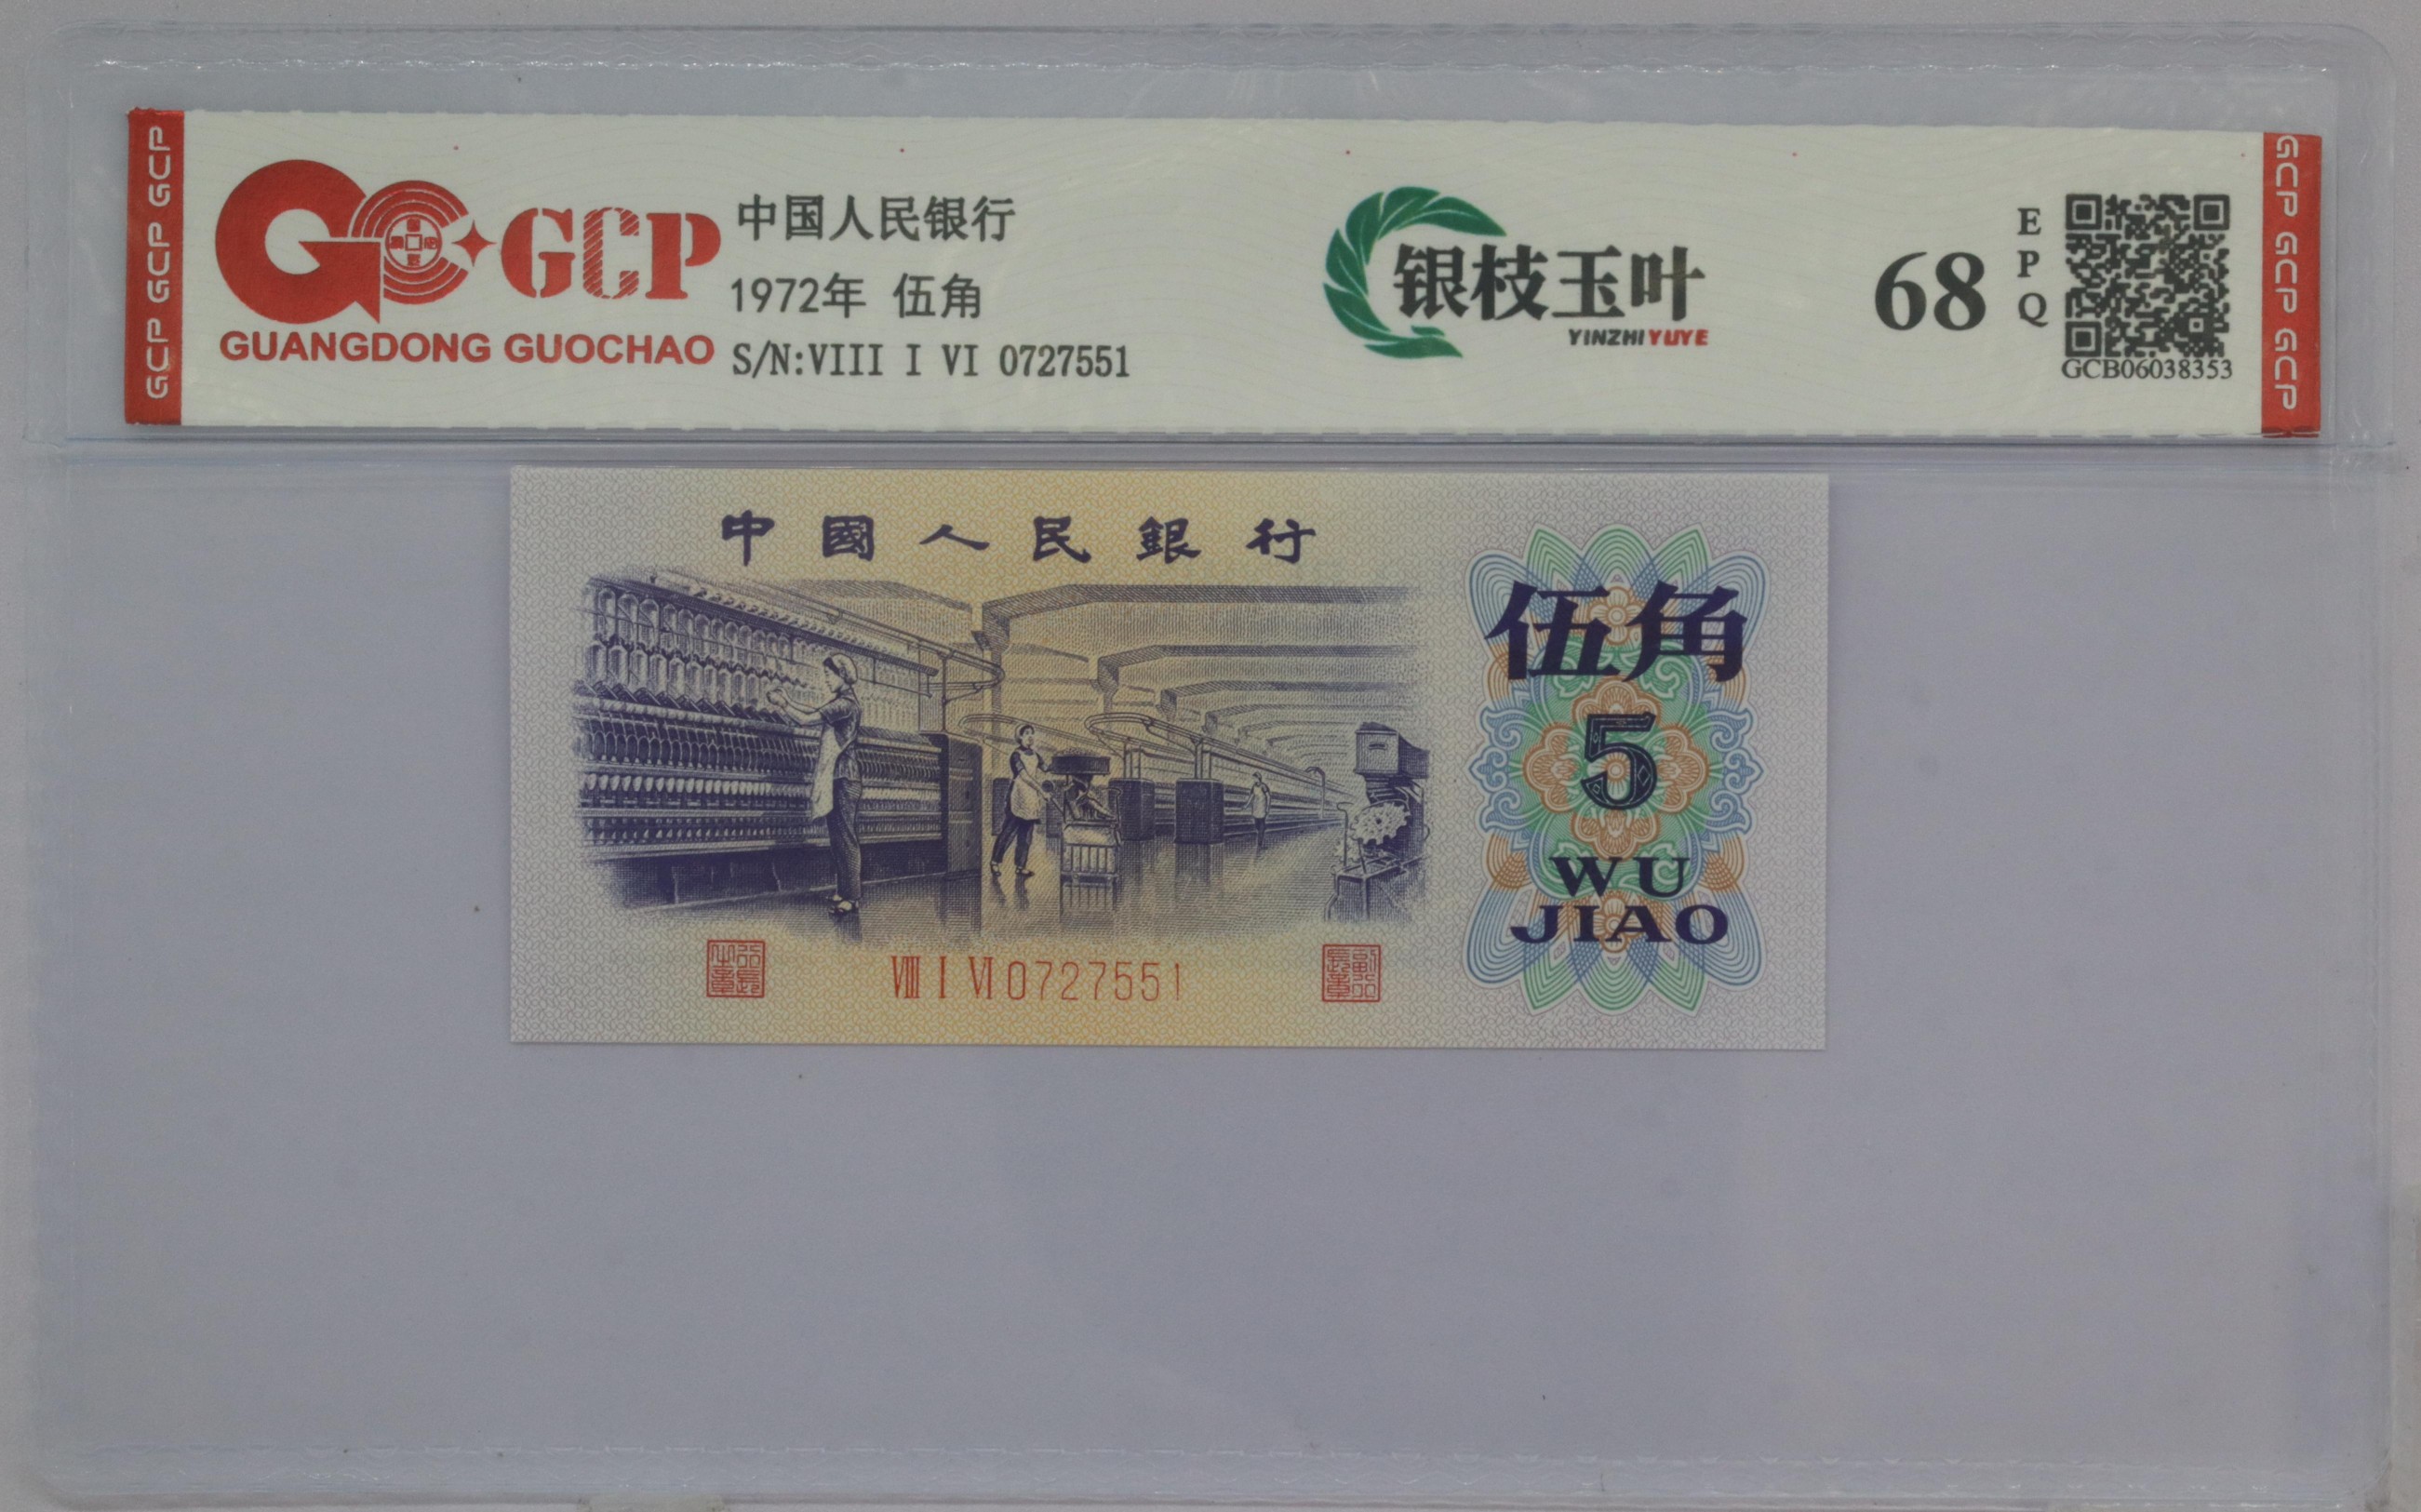 GCP GCP GCP
GCP
GUANGDONG GUOCHAO
中国人民银行
1972年 伍角
S/N:VIII I VI 0727551
银枝玉叶
YINZHIYUYE
68
EPQ
GCB06038353
GCP GCP GCP
中國人民銀行
伍角
5
WU
JIAO
VIII I VI 0727551